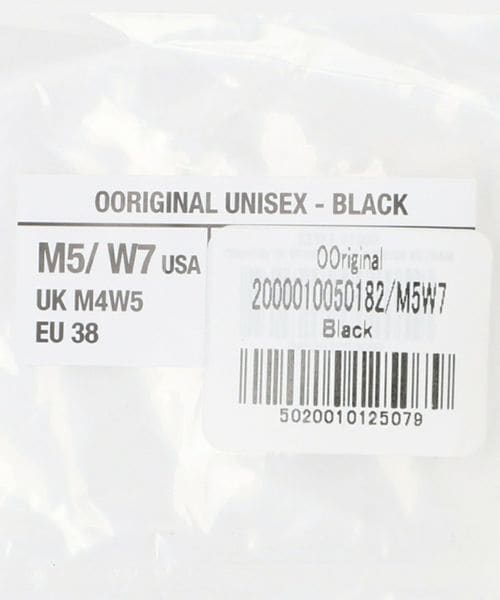 OORIGINAL UNISEX - BLACK
M5/ W7 USA
UK M4W5
EU 38
OOriginal
2000010050182/M5W7
Black
5020010125079